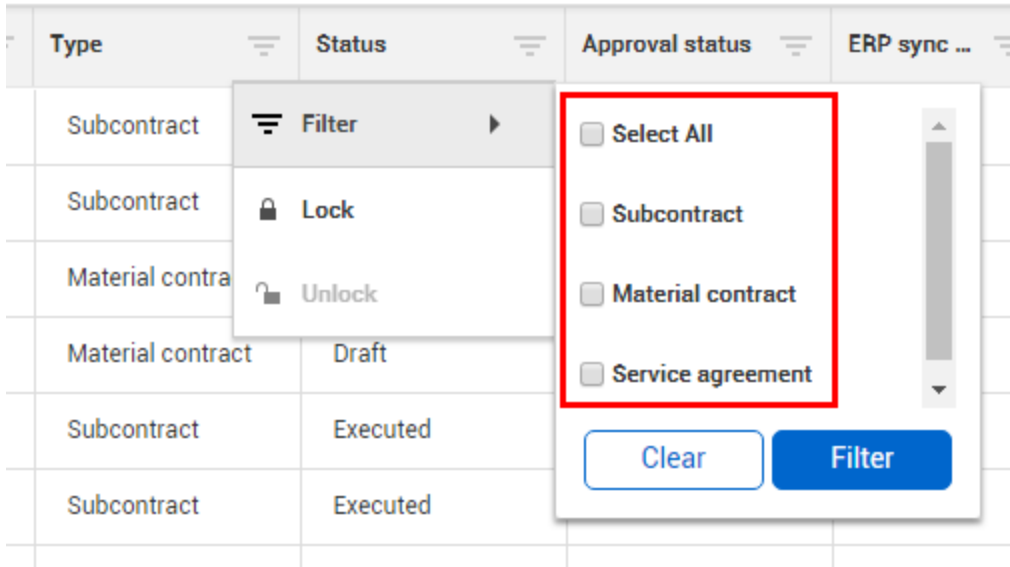 Type Status Approval status ERP sync ...
Subcontract Filter Select All
Subcontract Lock Subcontract
Material contra Unlock Material contract
Material contract Draft Service agreement
Subcontract Executed Clear Filter
Subcontract Executed